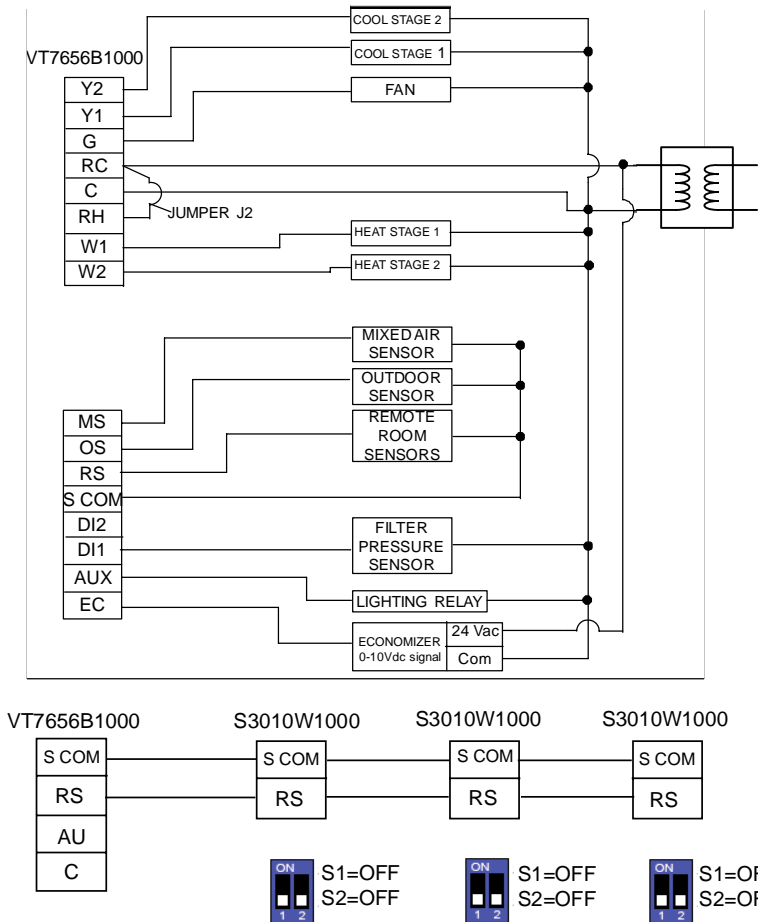 COOL STAGE 2
VT7656B1000
COOL STAGE 1
Y2
FAN
Y1
G
RC
C
RH
JUMPER J2
W1
HEAT STAGE 1
W2
HEAT STAGE 2
MIXED AIR
SENSOR
OUTDOOR
SENSOR
MS
REMOTE
ROOM
SENSORS
OS
RS
S COM
DI2
DI1
FILTER
PRESSURE
SENSOR
AUX
LIGHTING RELAY
EC
ECONOMIZER
0-10Vdc signal
24 Vac
Com
VT7656B1000
S3010W1000
S3010W1000
S3010W1000
S COM
S COM
S COM
S COM
RS
RS
RS
RS
AU
C
ON
1 2
S1=OFF
S2=OFF
ON
1 2
S1=OFF
S2=OFF
ON
1 2
S1=OF
S2=OF